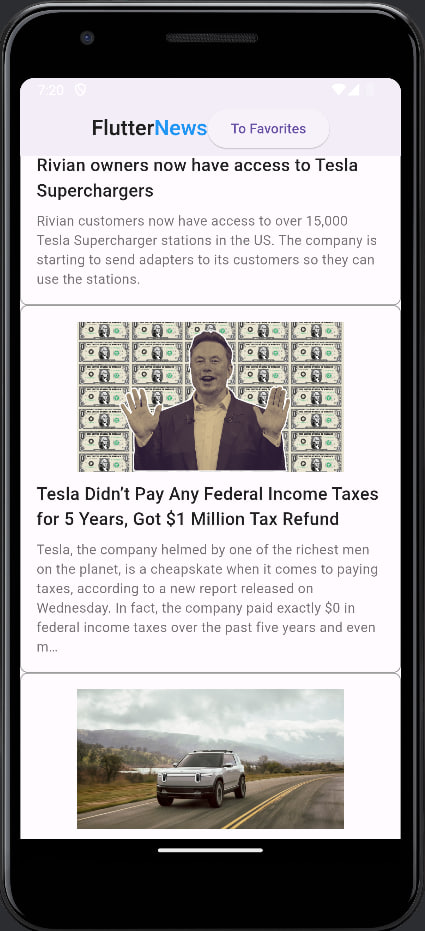 7:20
FlutterNews
To Favorites
Rivian owners now have access to Tesla
Superchargers
Rivian customers now have access to over 15,000
Tesla Supercharger stations in the US. The company is
starting to send adapters to its customers so they can
use the stations.
Tesla Didn’t Pay Any Federal Income Taxes
for 5 Years, Got $1 Million Tax Refund
Tesla, the company helmed by one of the richest men
on the planet, is a cheapskate when it comes to paying
taxes, according to a new report released on
Wednesday. In fact, the company paid exactly $0 in
federal income taxes over the past five years and even
m…